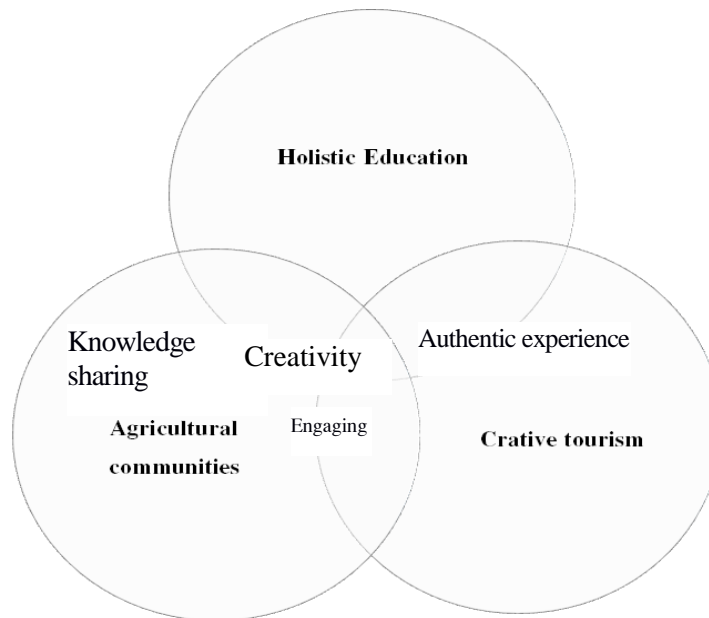 Holistic Education
Knowledge
sharing
Creativity
Authentic experience
Agricultural
communities
Engaging
Crative tourism